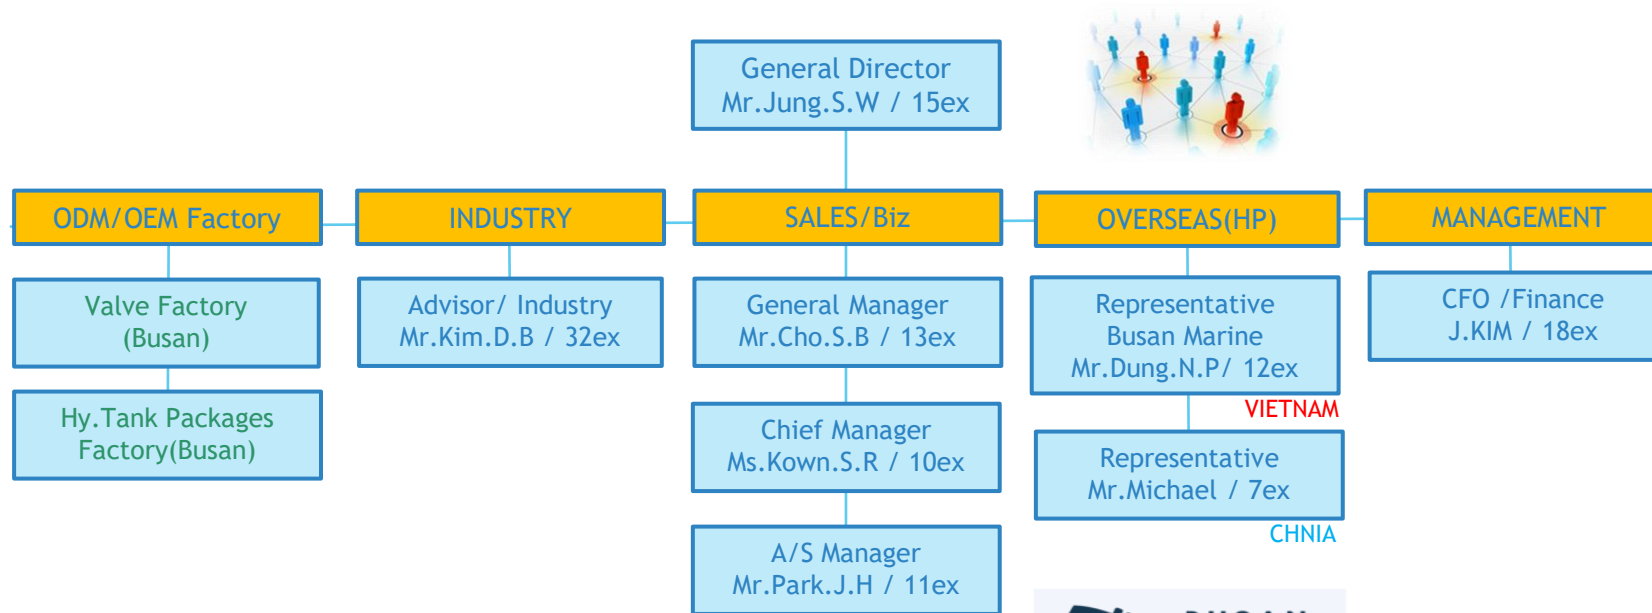 General Director
Mr.Jung.S.W / 15ex
ODM/OEM Factory
INDUSTRY
SALES/Biz
OVERSEAS(HP)
MANAGEMENT
Valve Factory
(Busan)
Hy.Tank Packages
Factory(Busan)
Advisor/ Industry
Mr.Kim.D.B / 32ex
General Manager
Mr.Cho.S.B / 13ex
Chief Manager
Ms.Kown.S.R / 10ex
A/S Manager
Mr.Park.J.H / 11ex
Representative
Busan Marine
Mr.Dung.N.P/ 12ex
VIETNAM
Representative
Mr.Michael / 7ex
CHNIA
CFO /Finance
J.KIM / 18ex